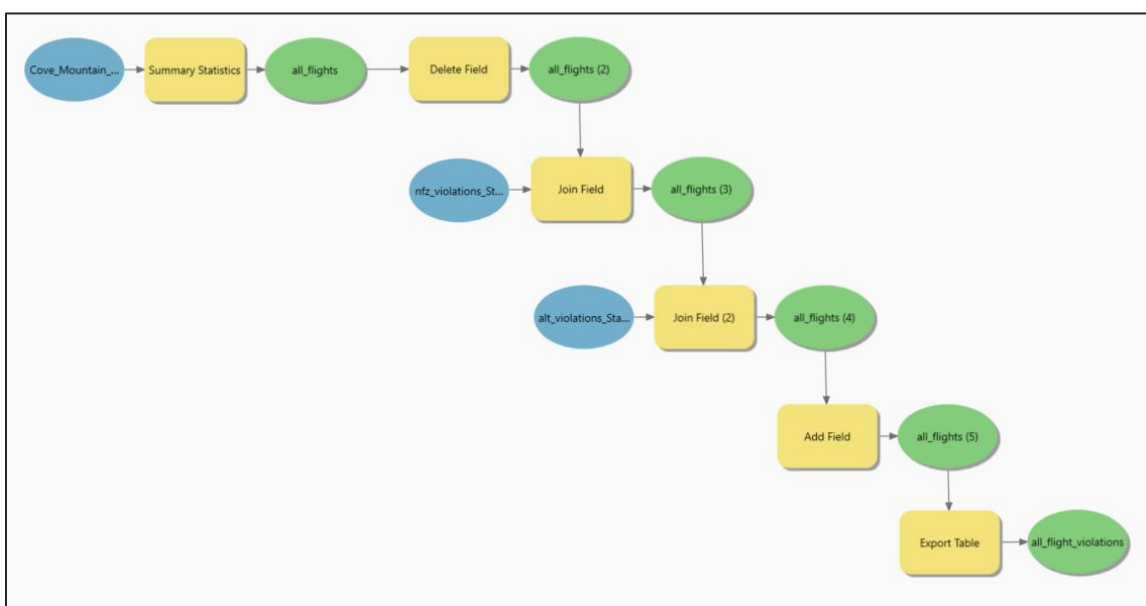 Cove_Mountain_...
Summary Statistics
all_flights
Delete Field
all_flights (2)
nfz_violations_St...
Join Field
all_flights (3)
alt_violations_Sta...
Join Field (2)
all_flights (4)
Add Field
all_flights (5)
Export Table
all_flight_violations